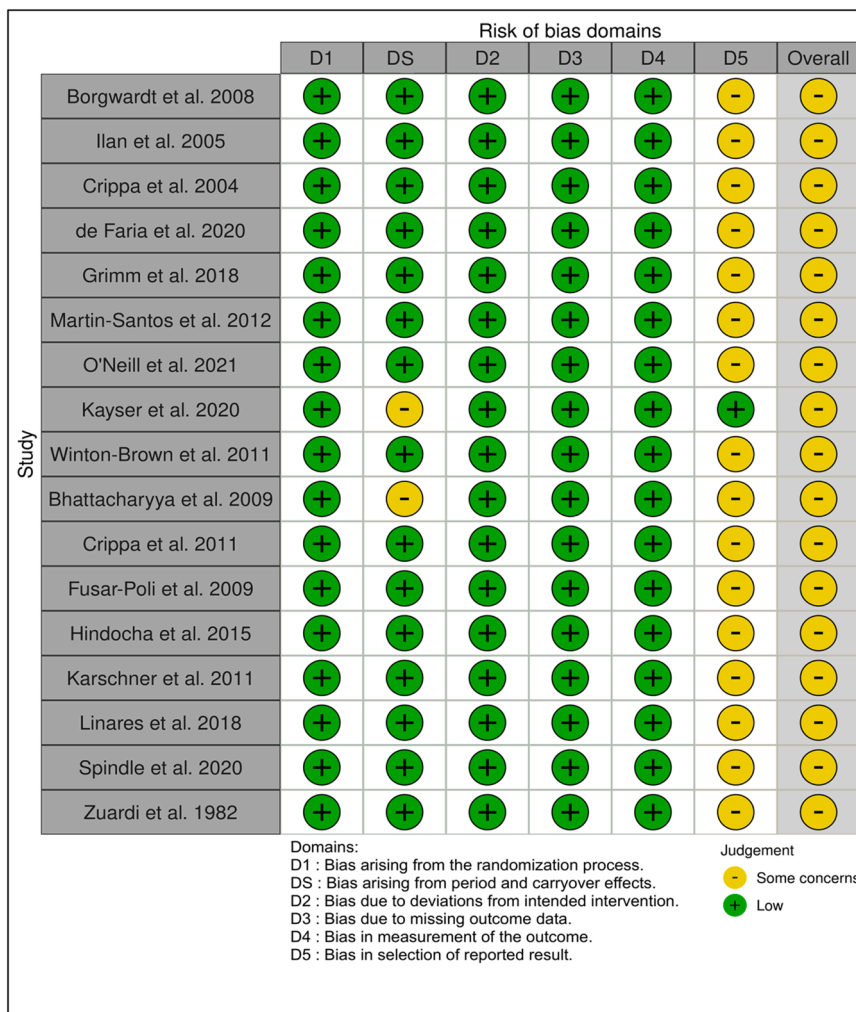 Risk of bias domains
D1 DS D2 D3 D4 D5 Overall
Study
Borgwardt et al. 2008 + + + + + - -
Ilan et al. 2005 + + + + + - -
Crippa et al. 2004 + + + + + - -
de Faria et al. 2020 + + + + + - -
Grimm et al. 2018 + + + + + - -
Martin-Santos et al. 2012 + + + + + - -
O'Neill et al. 2021 + + + + + - -
Kayser et al. 2020 + - + + + + -
Winton-Brown et al. 2011 + + + + + - -
Bhattacharyya et al. 2009 + - + + + - -
Crippa et al. 2011 + + + + + - -
Fusar-Poli et al. 2009 + + + + + - -
Hindocha et al. 2015 + + + + + - -
Karschner et al. 2011 + + + + + - -
Linares et al. 2018 + + + + + - -
Spindle et al. 2020 + + + + + - -
Zuardi et al. 1982 + + + + + - -
Domains:
D1 : Bias arising from the randomization process.
DS : Bias arising from period and carryover effects.
D2 : Bias due to deviations from intended intervention.
D3 : Bias due to missing outcome data.
D4 : Bias in measurement of the outcome.
D5 : Bias in selection of reported result.
Judgement
- Some concerns
+ Low